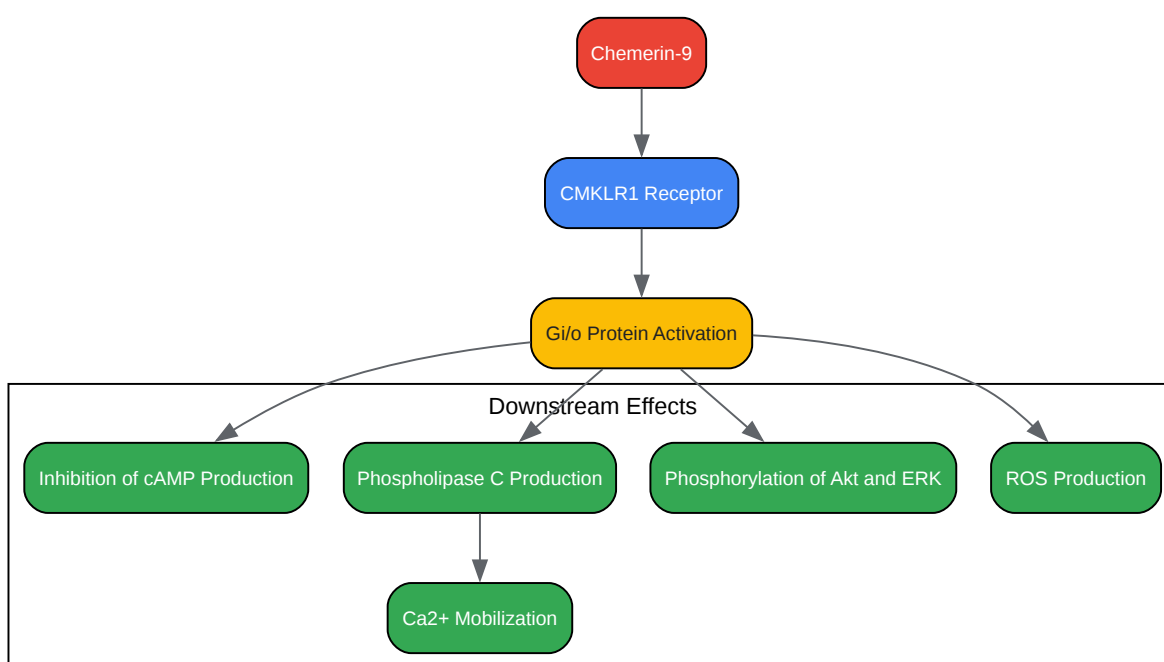 Chemerin-9
CMKLR1 Receptor
Gi/o Protein Activation
Downstream Effects
Inhibition of cAMP Production
Phospholipase C Production
Phosphorylation of Akt and ERK
ROS Production
Ca2+ Mobilization